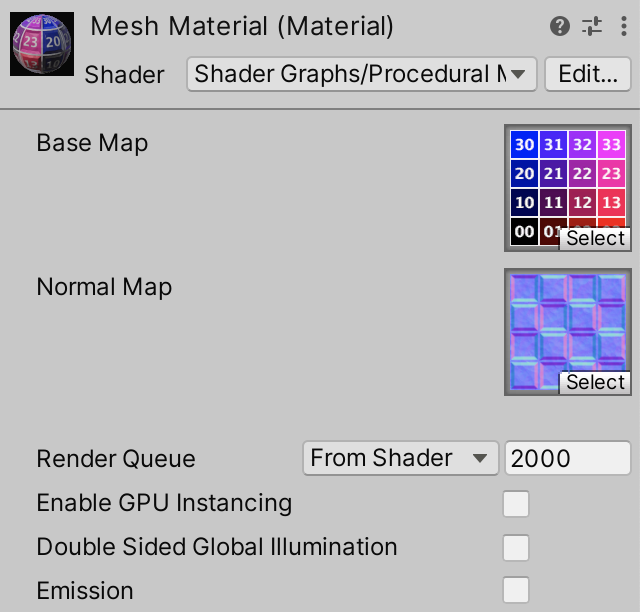 Mesh Material (Material)
Shader
Shader Graphs/Procedural M
Edit...
Base Map
30 31 32 33
20 21 22 23
10 11 12 13
00 01
Select
Normal Map
Select
Render Queue
From Shader
2000
Enable GPU Instancing
Double Sided Global Illumination
Emission
23 20